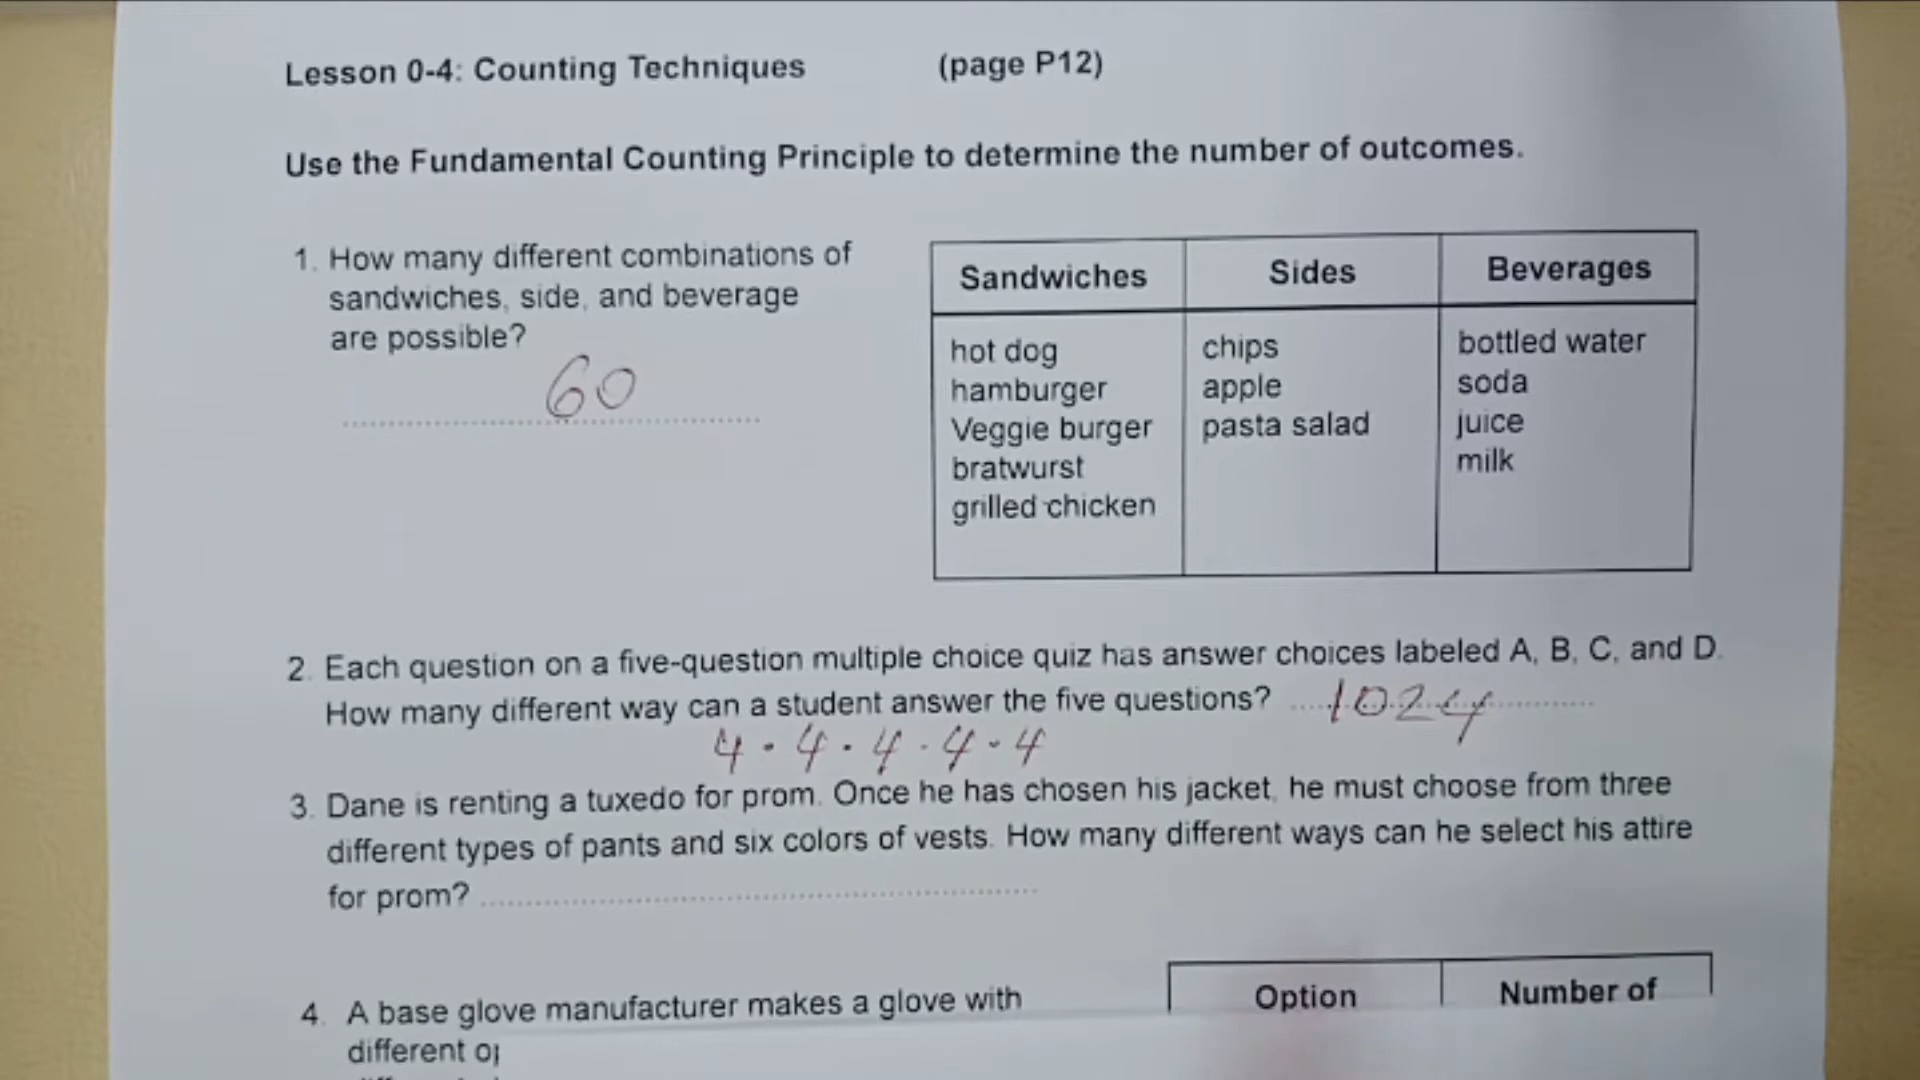 Lesson 0-4: Counting Techniques (page P12)
Use the Fundamental Counting Principle to determine the number of outcomes.
1. How many different combinations of
sandwiches, side, and beverage
are possible?
60
Sandwiches Sides Beverages
hot dog chips bottled water
hamburger apple soda
Veggie burger pasta salad juice
bratwurst milk
grilled chicken
2. Each question on a five-question multiple choice quiz has answer choices labeled A, B, C, and D.
How many different way can a student answer the five questions? 1024
4 · 4 · 4 · 4 · 4
3. Dane is renting a tuxedo for prom. Once he has chosen his jacket, he must choose from three
different types of pants and six colors of vests. How many different ways can he select his attire
for prom?
4. A base glove manufacturer makes a glove with
different
Option Number of